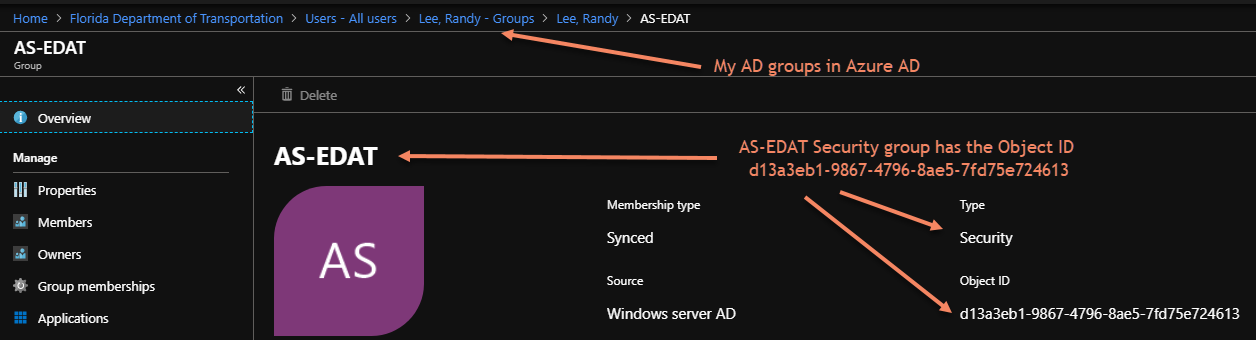 Home > Florida Department of Transportation > Users - All users > Lee, Randy - Groups > Lee, Randy > AS-EDAT
AS-EDAT
Group
My AD groups in Azure AD
«
Delete
Overview
Manage
Properties
Members
Owners
Group memberships
Applications
AS-EDAT
AS-EDAT Security group has the Object ID
d13a3eb1-9867-4796-8ae5-7fd75e724613
AS
Membership type
Type
Synced
Security
Source
Object ID
Windows server AD
d13a3eb1-9867-4796-8ae5-7fd75e724613